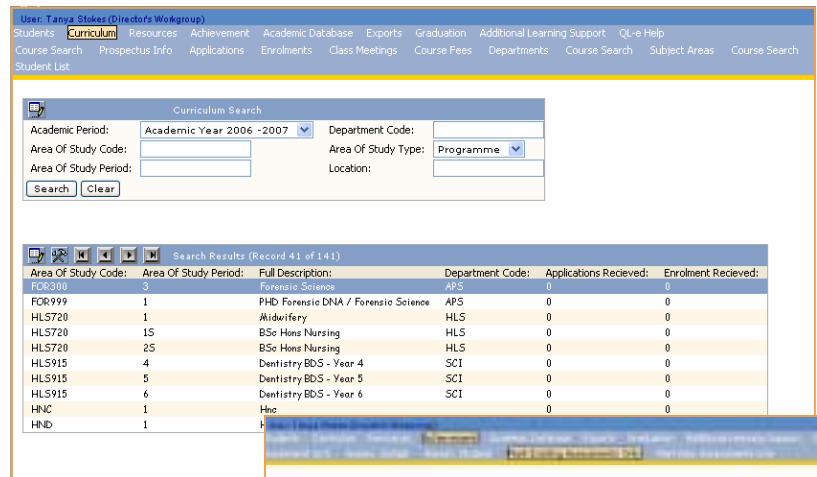 User: Tanya Stokes (Director's Workgroup)
Students Curriculum Resources Achievement Academic Database Exports Graduation Additional Learning Support QL-e Help
Course Search Prospectus Info Applications Enrolments Class Meetings Course Fees Departments Course Search Subject Areas Course Search
Student List
Curriculum Search
Academic Period: Academic Year 2006 -2007 Department Code:
Area Of Study Code: Area Of Study Type: Programme
Area Of Study Period: Location:
Search Clear
Search Results (Record 41 of 141)
Area Of Study Code: Area Of Study Period: Full Description: Department Code: Applications Recieved: Enrolment Recieved:
FOR300 3 Forensic Science APS 0 0
FOR999 1 PHD Forensic DNA / Forensic Science APS 0 0
HLS720 1 Midwifery HLS 0 0
HLS720 1S BSc Hons Nursing HLS 0 0
HLS720 2S BSc Hons Nursing HLS 0 0
HLS915 4 Dentistry BDS - Year 4 SCI 0 0
HLS915 5 Dentistry BDS - Year 5 SCI 0 0
HLS915 6 Dentistry BDS - Year 6 SCI 0 0
HNC 1 Hnc 0 0
HND 1